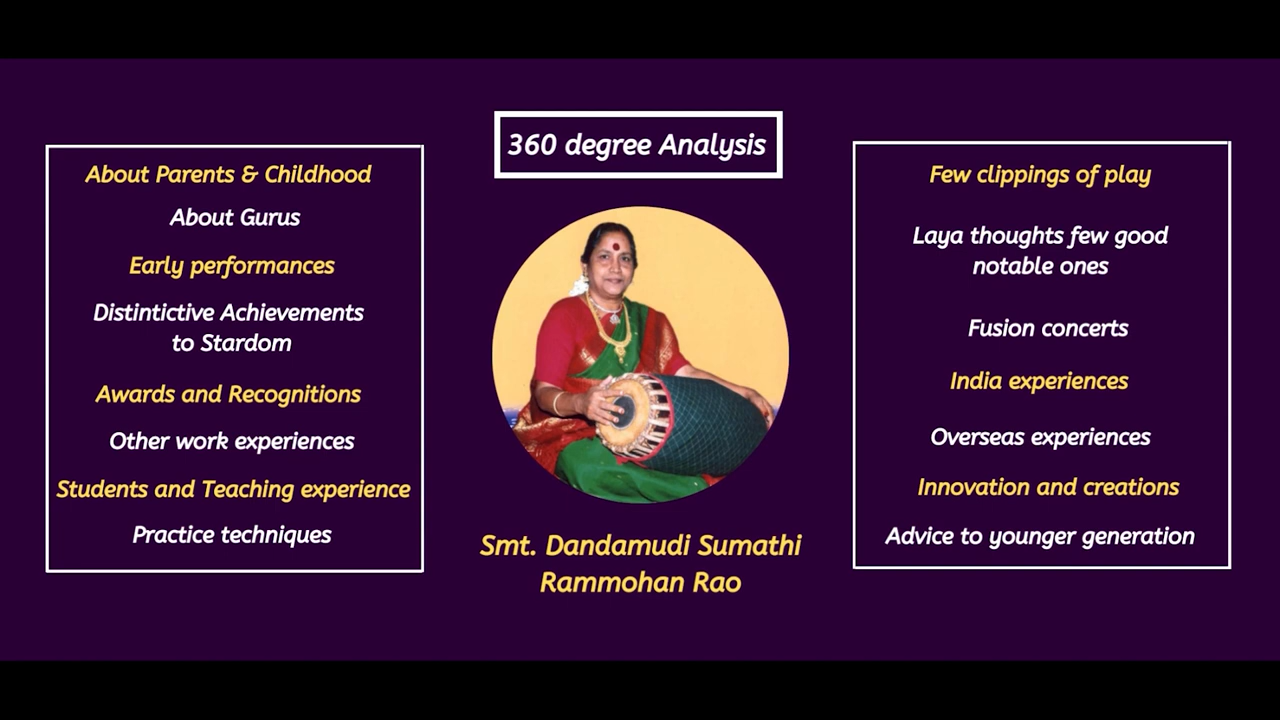 360 degree Analysis
About Parents & Childhood
About Gurus
Early performances
Distintictive Achievements
to Stardom
Awards and Recognitions
Other work experiences
Students and Teaching experience
Practice techniques
Smt. Dandamudi Sumathi
Rammohan Rao
Few clippings of play
Laya thoughts few good
notable ones
Fusion concerts
India experiences
Overseas experiences
Innovation and creations
Advice to younger generation